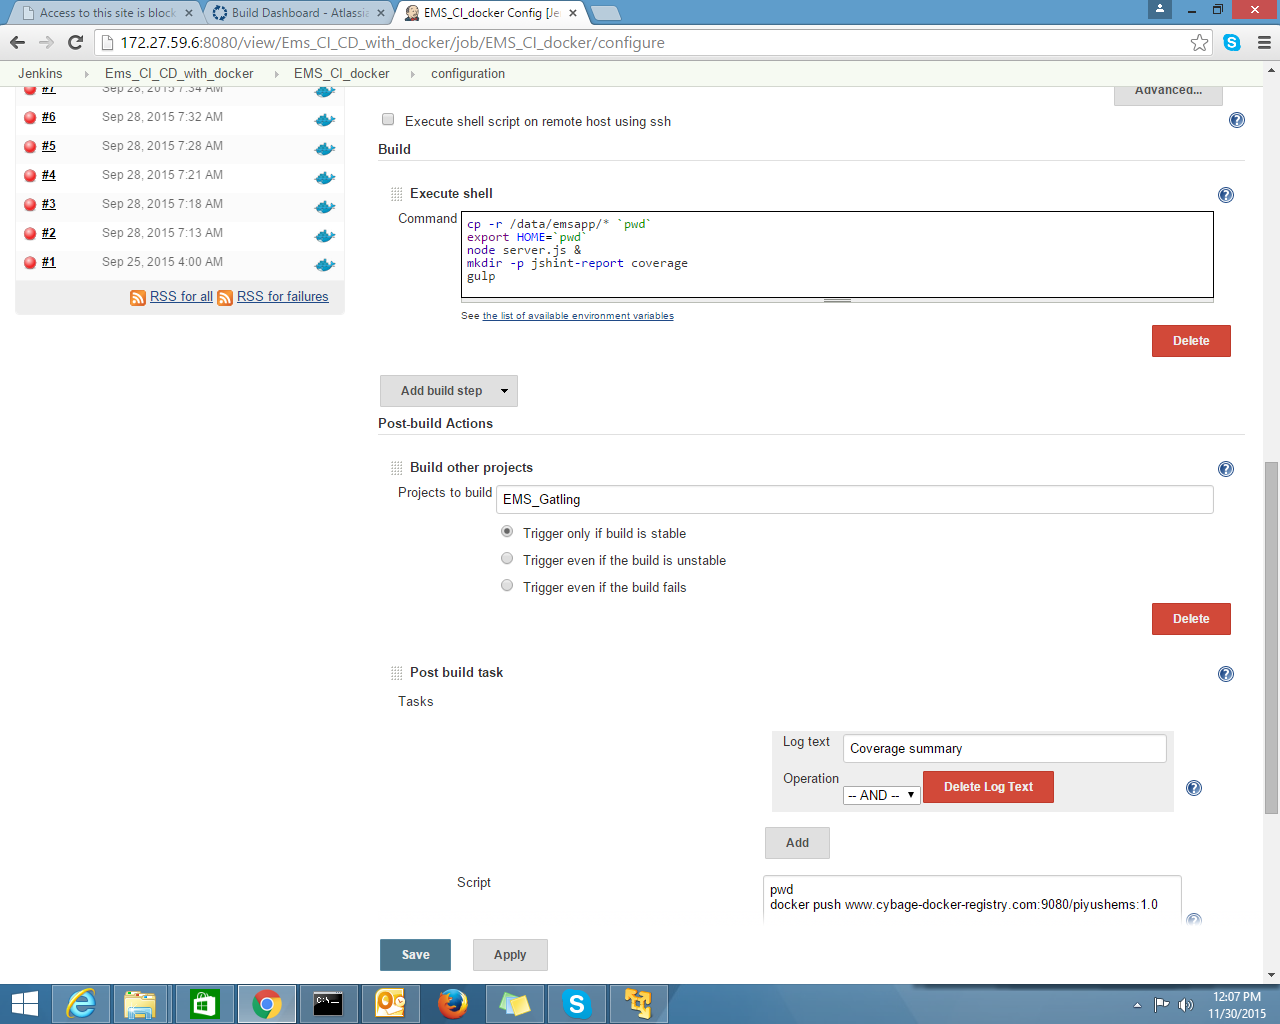 Access to this site is block
Build Dashboard - Atlassia
EMS_CI_docker Config [Je
172.27.59.6:8080/view/Ems_CI_CD_with_docker/job/EMS_CI_docker/configure
Jenkins Ems_CI_CD_with_docker EMS_CI_docker configuration
#7 Sep 28, 2015 7:34 AM
#6 Sep 28, 2015 7:32 AM
#5 Sep 28, 2015 7:28 AM
#4 Sep 28, 2015 7:21 AM
#3 Sep 28, 2015 7:18 AM
#2 Sep 28, 2015 7:13 AM
#1 Sep 25, 2015 4:00 AM
RSS for all RSS for failures
Advanced...
Execute shell script on remote host using ssh
Build
Execute shell
Command
cp -r /data/emsapp/* `pwd`
export HOME=`pwd`
node server.js &
mkdir -p jshint-report coverage
gulp
See the list of available environment variables
Delete
Add build step
Post-build Actions
Build other projects
Projects to build EMS_Gatling
Trigger only if build is stable
Trigger even if the build is unstable
Trigger even if the build fails
Delete
Post build task
Tasks
Log text Coverage summary
Operation -- AND -- Delete Log Text
Add
Script
pwd
docker push www.cybage-docker-registry.com:9080/piyushems:1.0
Save Apply
C:\_
12:07 PM
11/30/2015